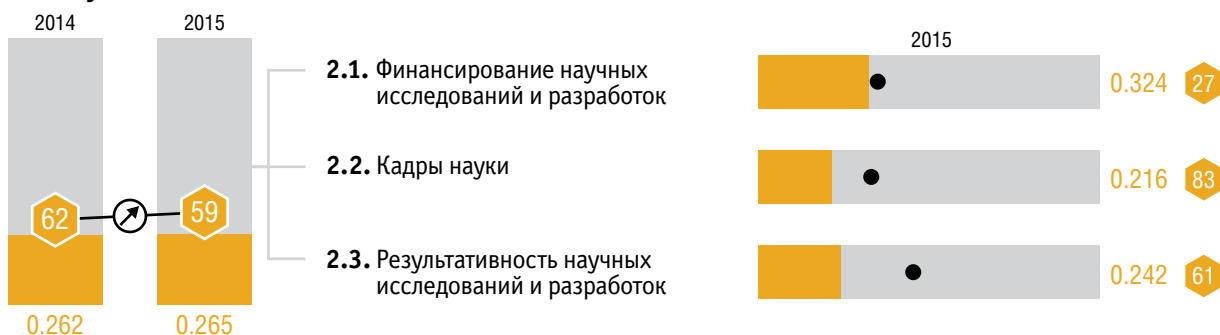 2014
2015
2015
2.1. Финансирование научных
исследований и разработок
0.324
27
2.2. Кадры науки
0.216
83
62
59
2.3. Результативность научных
исследований и разработок
0.242
61
0.262
0.265